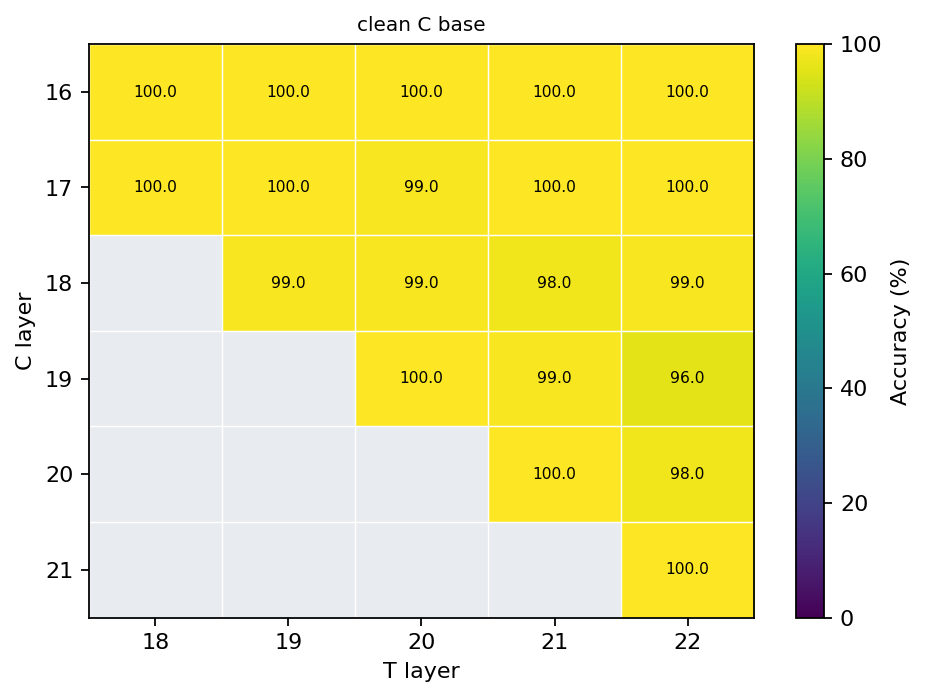 clean C base
16 100.0 100.0 100.0 100.0 100.0
17 100.0 100.0 99.0 100.0 100.0
18 99.0 99.0 98.0 99.0
19 100.0 99.0 96.0
20 100.0 98.0
21 100.0
18 19 20 21 22
T layer
C layer
100
80
60
40
20
0
Accuracy (%)